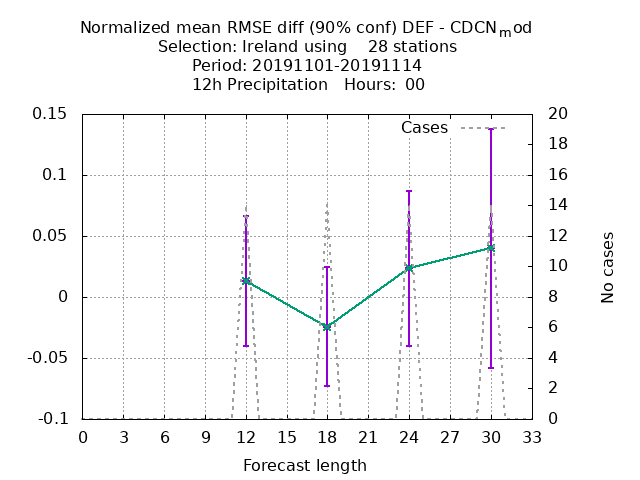 Normalized mean RMSE diff (90% conf) DEF - CDCNmod
Selection: Ireland using 28 stations
Period: 20191101-20191114
12h Precipitation Hours: 00
Cases
0.15
0.1
0.05
0
-0.05
-0.1
20
18
16
14
12
10
8
6
4
2
0
No cases
0 3 6 9 12 15 18 21 24 27 30 33
Forecast length